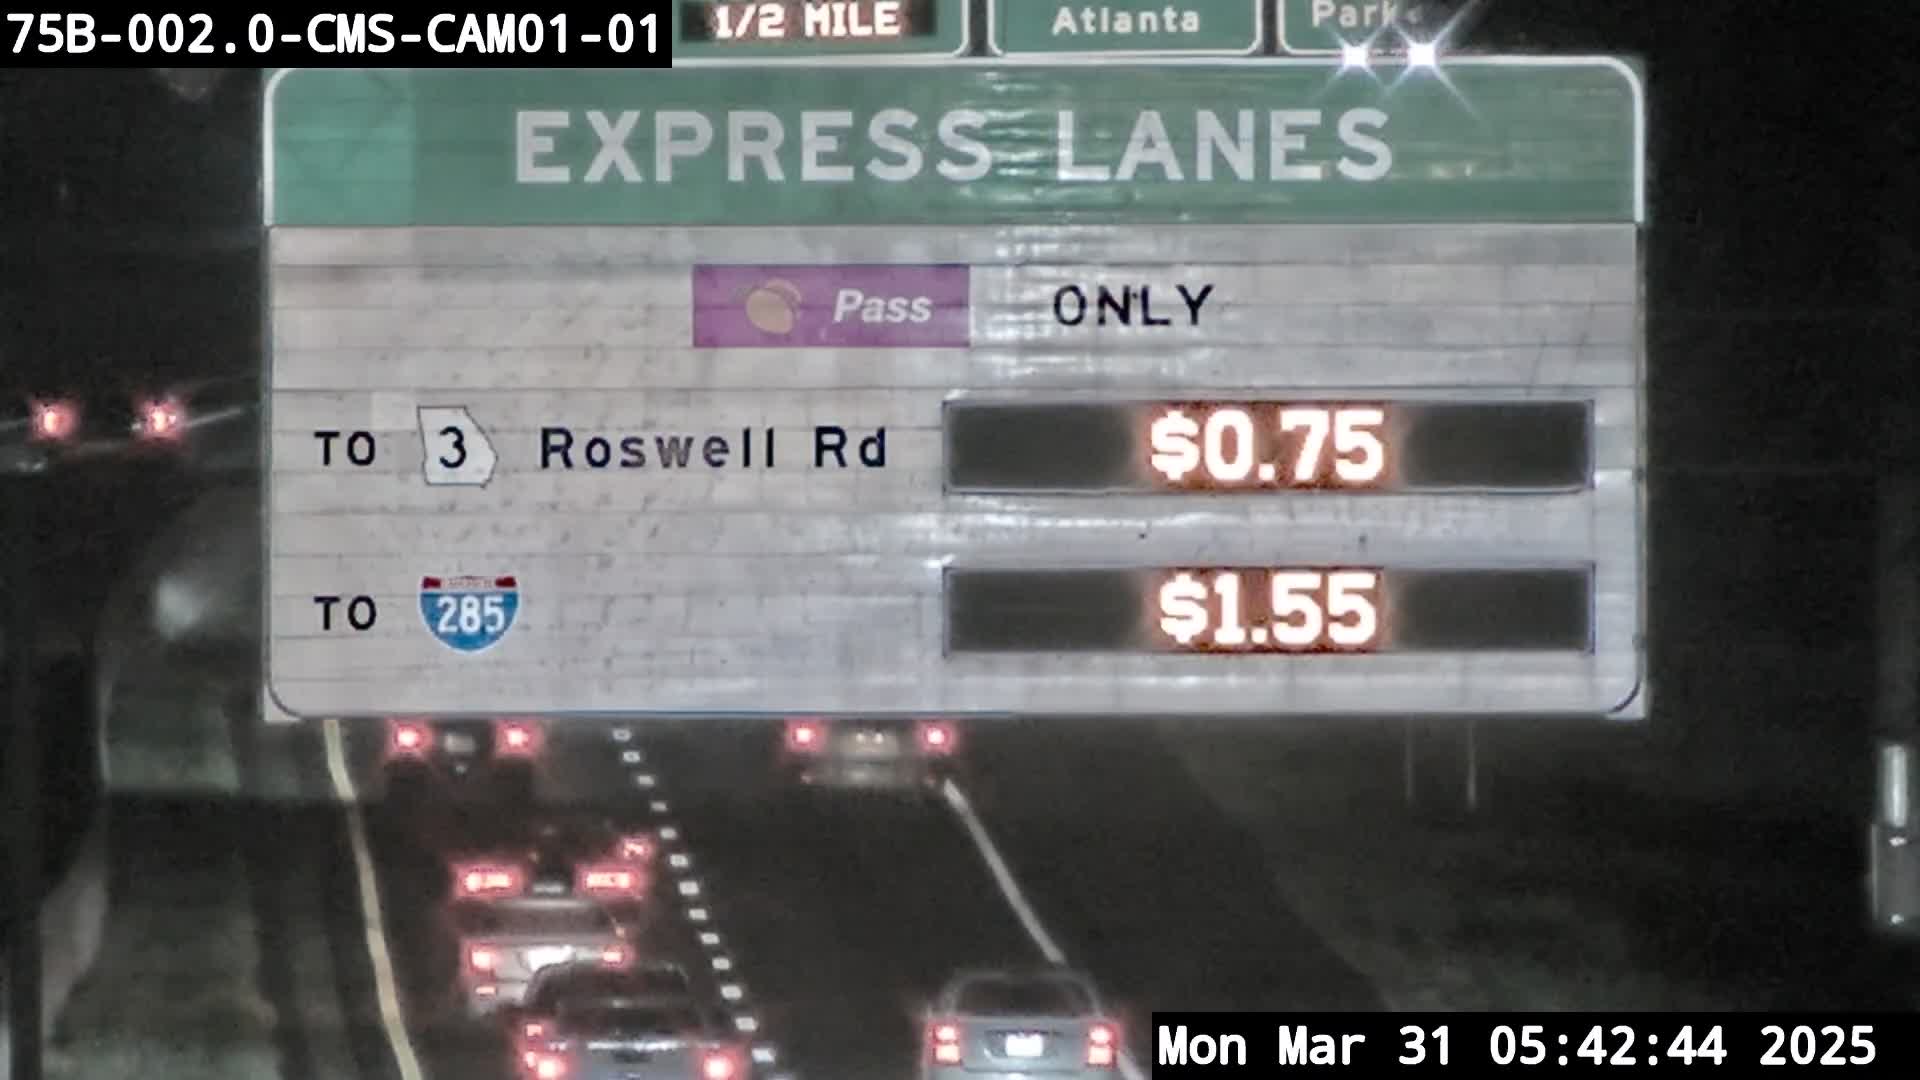 75B-002.0-CMS-CAM01-01
1/2 MILE
Atlanta
Park
EXPRESS LANES
Pass ONLY
TO 3 Roswell Rd $0.75
TO 285 $1.55
Mon Mar 31 05:42:44 2025